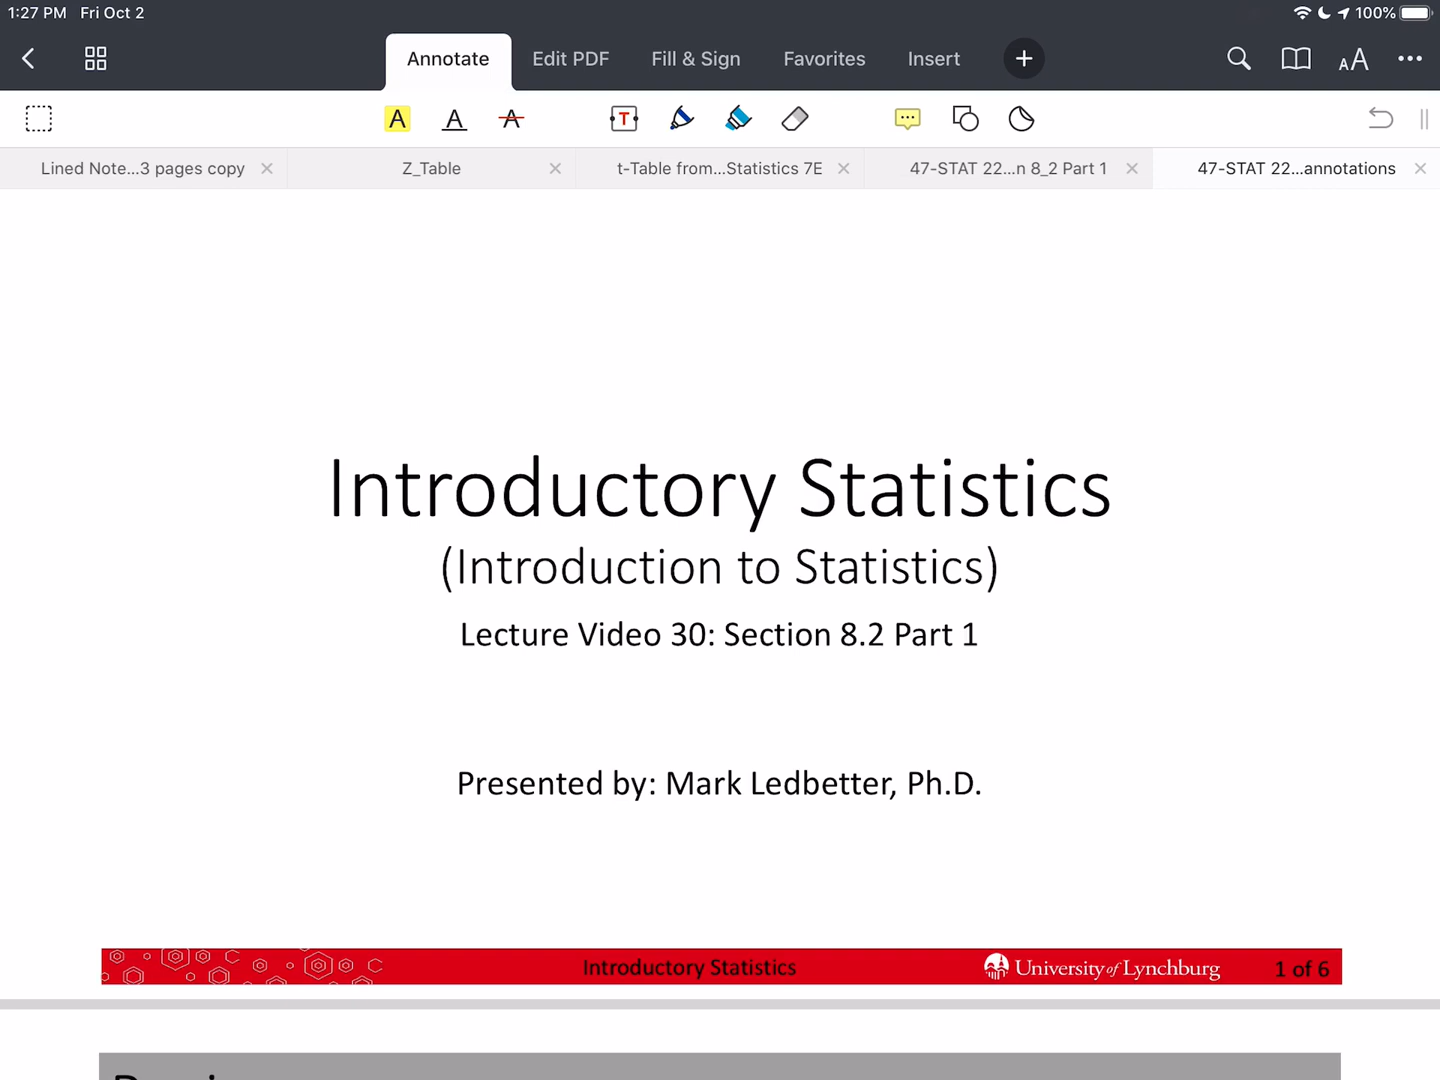 1:27 PM Fri Oct 2
100%
Annotate Edit PDF Fill & Sign Favorites Insert
AA
A A A T
Lined Note...3 pages copy
Z_Table
t-Table from...Statistics 7E
47-STAT 22...n 8_2 Part 1
47-STAT 22...annotations
Introductory Statistics
(Introduction to Statistics)
Lecture Video 30: Section 8.2 Part 1
Presented by: Mark Ledbetter, Ph.D.
Introductory Statistics
University of Lynchburg
1 of 6